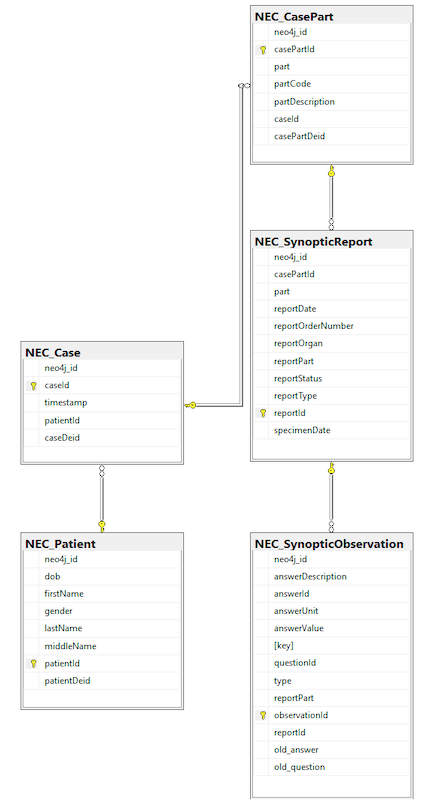 NEC_CasePart
neo4j_id
casePartId
part
partCode
partDescription
caseId
casePartDeid
NEC_SynopticReport
neo4j_id
casePartId
part
reportDate
reportOrderNumber
reportOrgan
reportPart
reportStatus
reportType
reportId
specimenDate
NEC_Case
neo4j_id
caseId
timestamp
patientId
caseDeid
NEC_Patient
neo4j_id
dob
firstName
gender
lastName
middleName
patientId
patientDeid
NEC_SynopticObservation
neo4j_id
answerDescription
answerId
answerUnit
answerValue
[key]
questionId
type
reportPart
observationId
reportId
old_answer
old_question